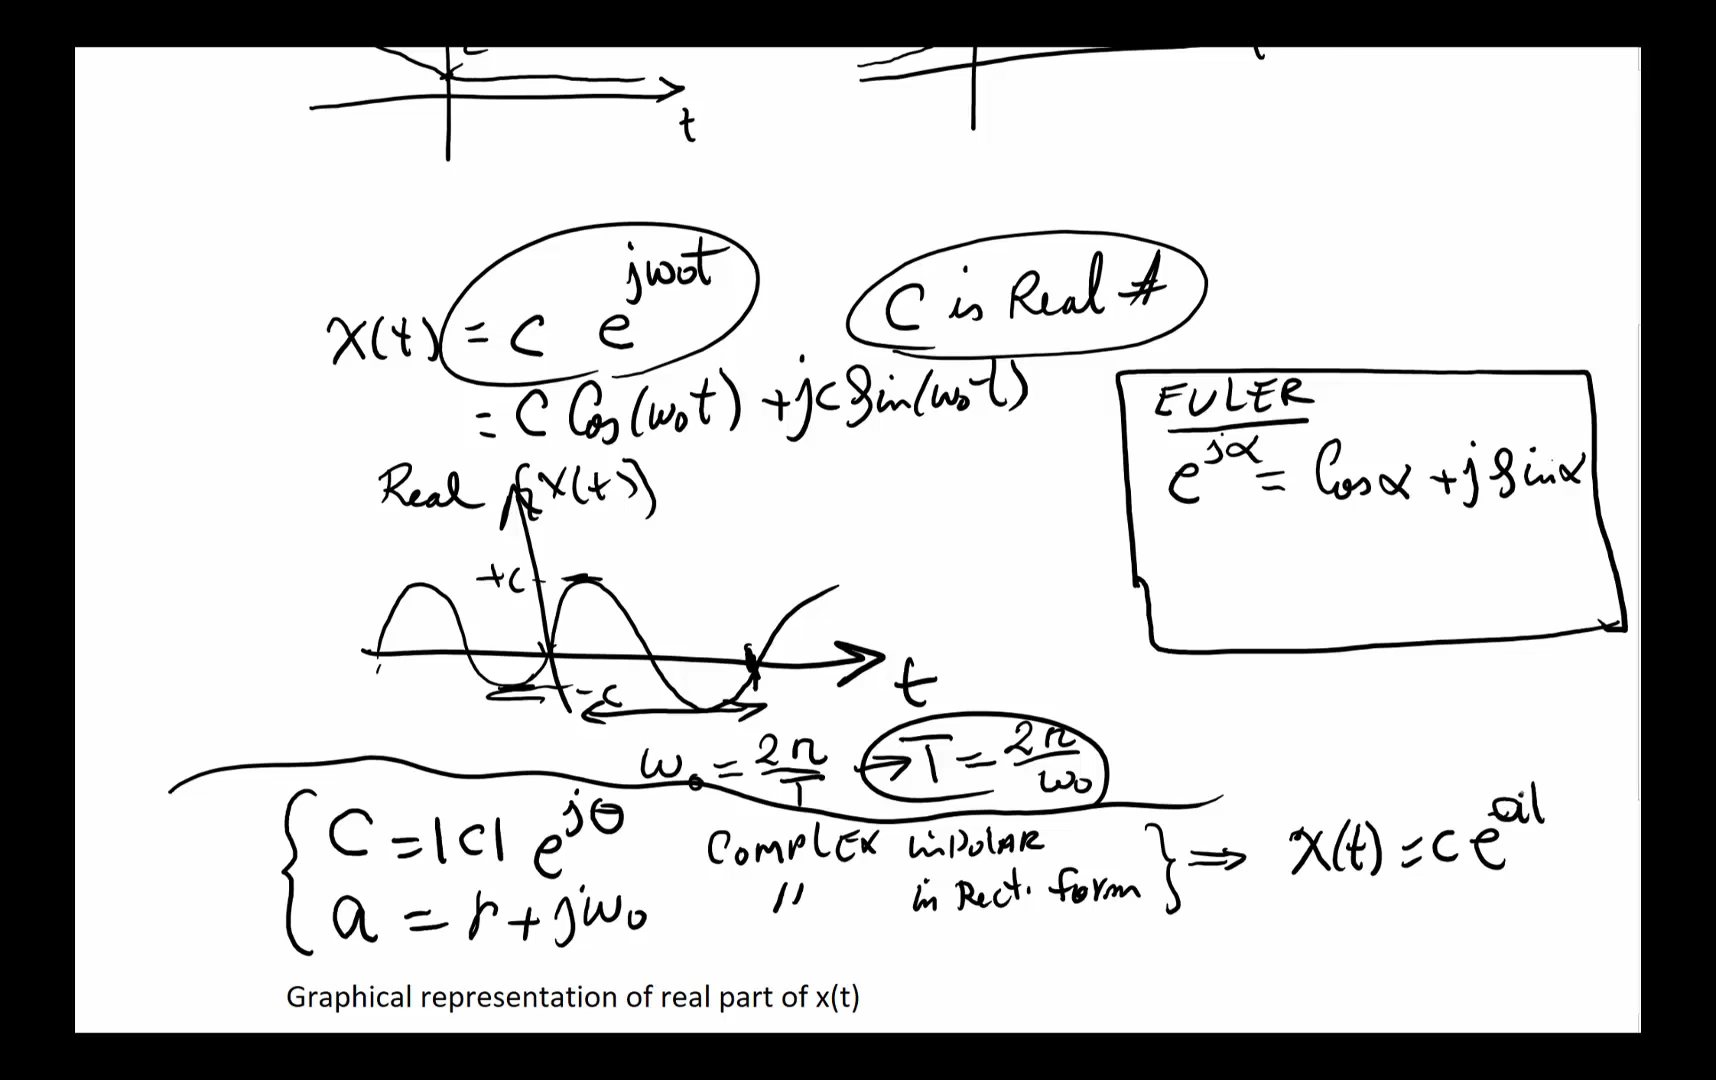 t
x(t) = c e^jω₀t
C is Real #
= C Cos(ω₀t) + jC Sin(ω₀t)
EULER
e^jα = Cosα + j Sinα
Real {x(t)}
+C
-C
t
ω₀ = 2π/T → T = 2π/ω₀
C = |C| e^jθ COMPLEX in POLAR
a = r + jω₀ " in Rect. form
⇒ x(t) = c e^at
Graphical representation of real part of x(t)